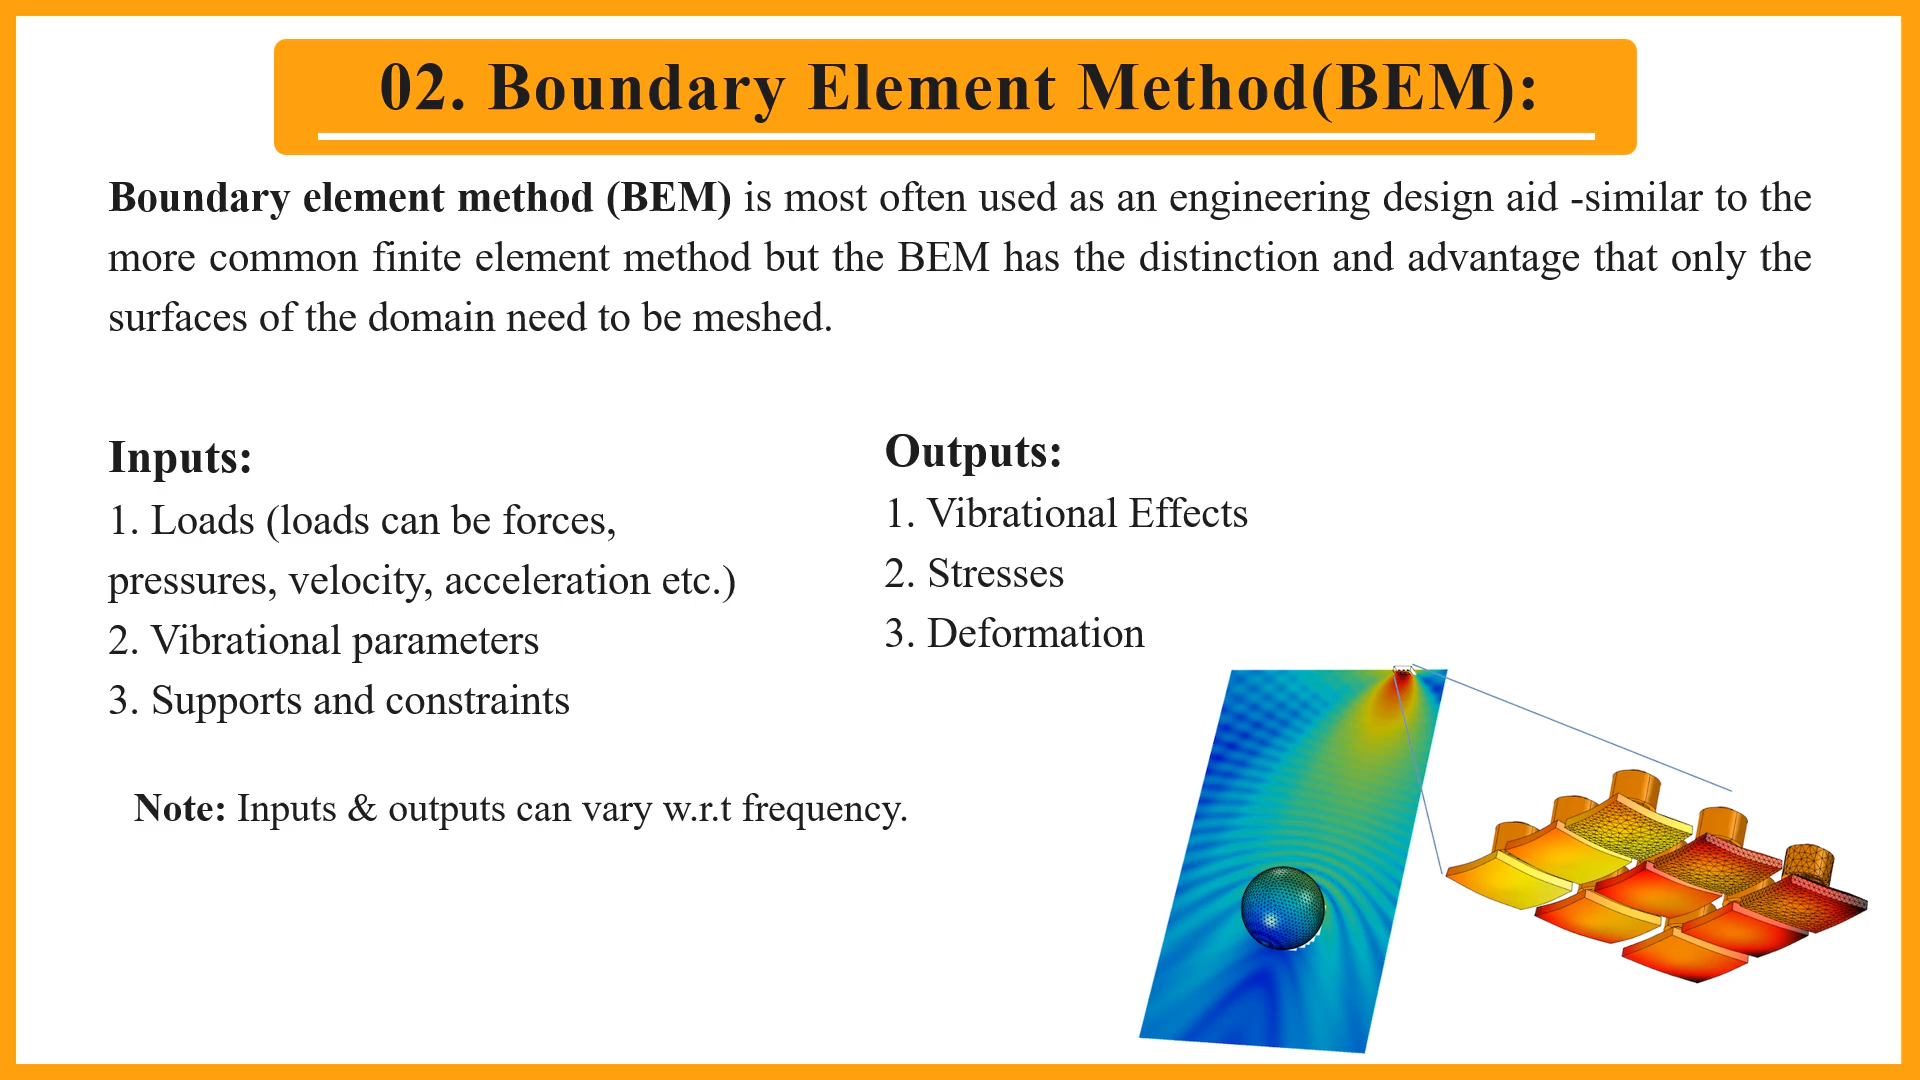 02. Boundary Element Method(BEM):
Boundary element method (BEM) is most often used as an engineering design aid -similar to the
more common finite element method but the BEM has the distinction and advantage that only the
surfaces of the domain need to be meshed.
Inputs:
1. Loads (loads can be forces,
pressures, velocity, acceleration etc.)
2. Vibrational parameters
3. Supports and constraints
Outputs:
1. Vibrational Effects
2. Stresses
3. Deformation
Note: Inputs & outputs can vary w.r.t frequency.